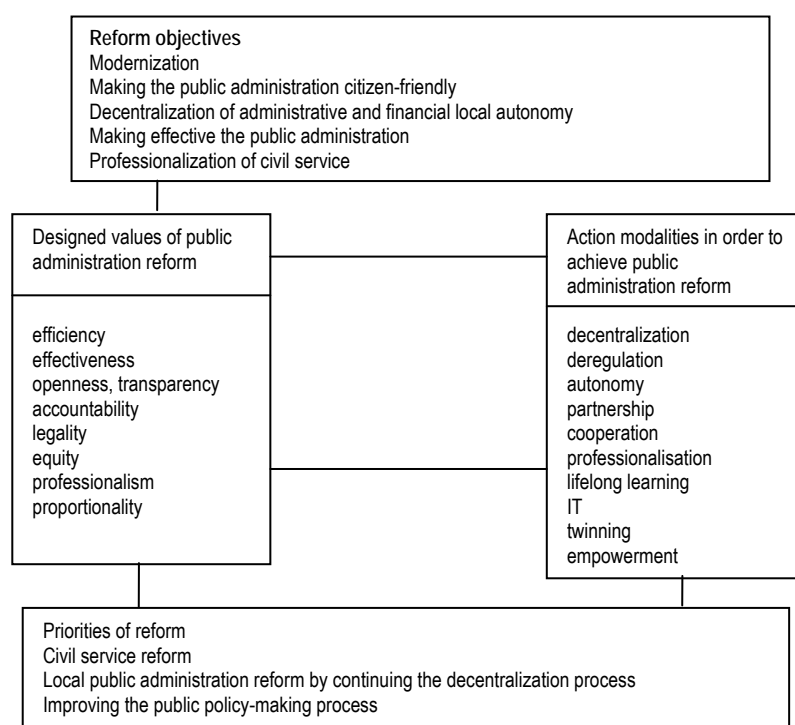 Reform objectives
Modernization
Making the public administration citizen-friendly
Decentralization of administrative and financial local autonomy
Making effective the public administration
Professionalization of civil service
Designed values of public
administration reform
efficiency
effectiveness
openness, transparency
accountability
legality
equity
professionalism
proportionality
Action modalities in order to
achieve public
administration reform
decentralization
deregulation
autonomy
partnership
cooperation
professionalisation
lifelong learning
IT
twinning
empowerment
Priorities of reform
Civil service reform
Local public administration reform by continuing the decentralization process
Improving the public policy-making process